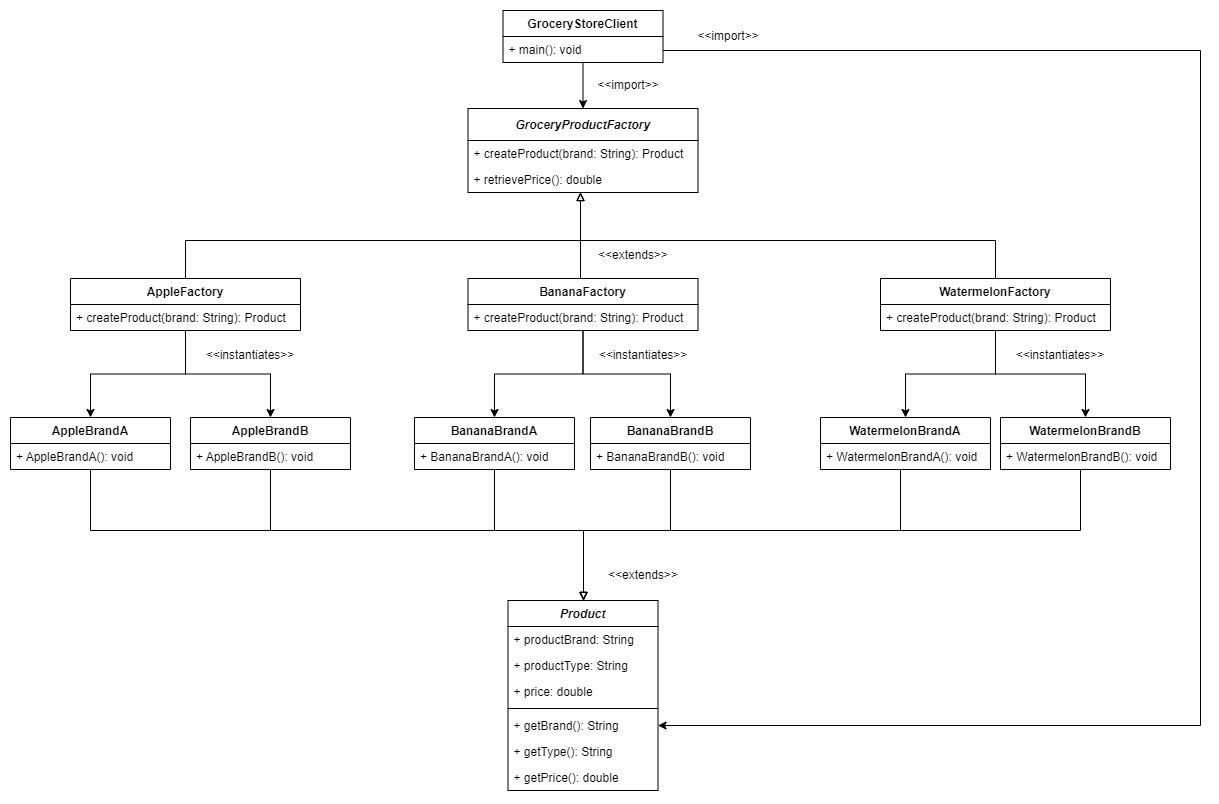 GroceryStoreClient
+ main(): void
<<import>>
<<import>>
GroceryProductFactory
+ createProduct(brand: String): Product
+ retrievePrice(): double
<<extends>>
AppleFactory
+ createProduct(brand: String): Product
BananaFactory
+ createProduct(brand: String): Product
WatermelonFactory
+ createProduct(brand: String): Product
<<instantiates>>
<<instantiates>>
<<instantiates>>
AppleBrandA
+ AppleBrandA(): void
AppleBrandB
+ AppleBrandB(): void
BananaBrandA
+ BananaBrandA(): void
BananaBrandB
+ BananaBrandB(): void
WatermelonBrandA
+ WatermelonBrandA(): void
WatermelonBrandB
+ WatermelonBrandB(): void
<<extends>>
Product
+ productBrand: String
+ productType: String
+ price: double
+ getBrand(): String
+ getType(): String
+ getPrice(): double